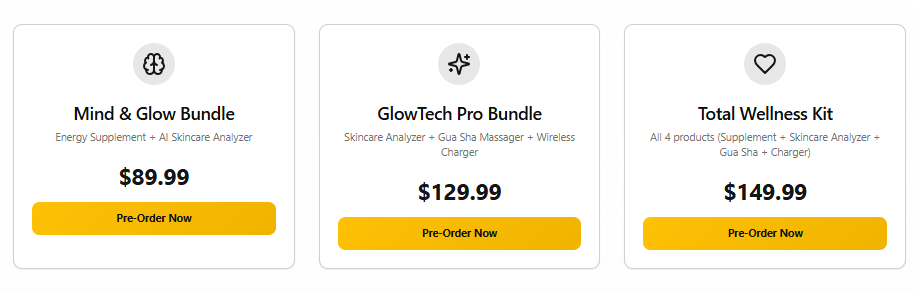 Mind & Glow Bundle
Energy Supplement + AI Skincare Analyzer
$89.99
Pre-Order Now
GlowTech Pro Bundle
Skincare Analyzer + Gua Sha Massager + Wireless
Charger
$129.99
Pre-Order Now
Total Wellness Kit
All 4 products (Supplement + Skincare Analyzer +
Gua Sha + Charger)
$149.99
Pre-Order Now